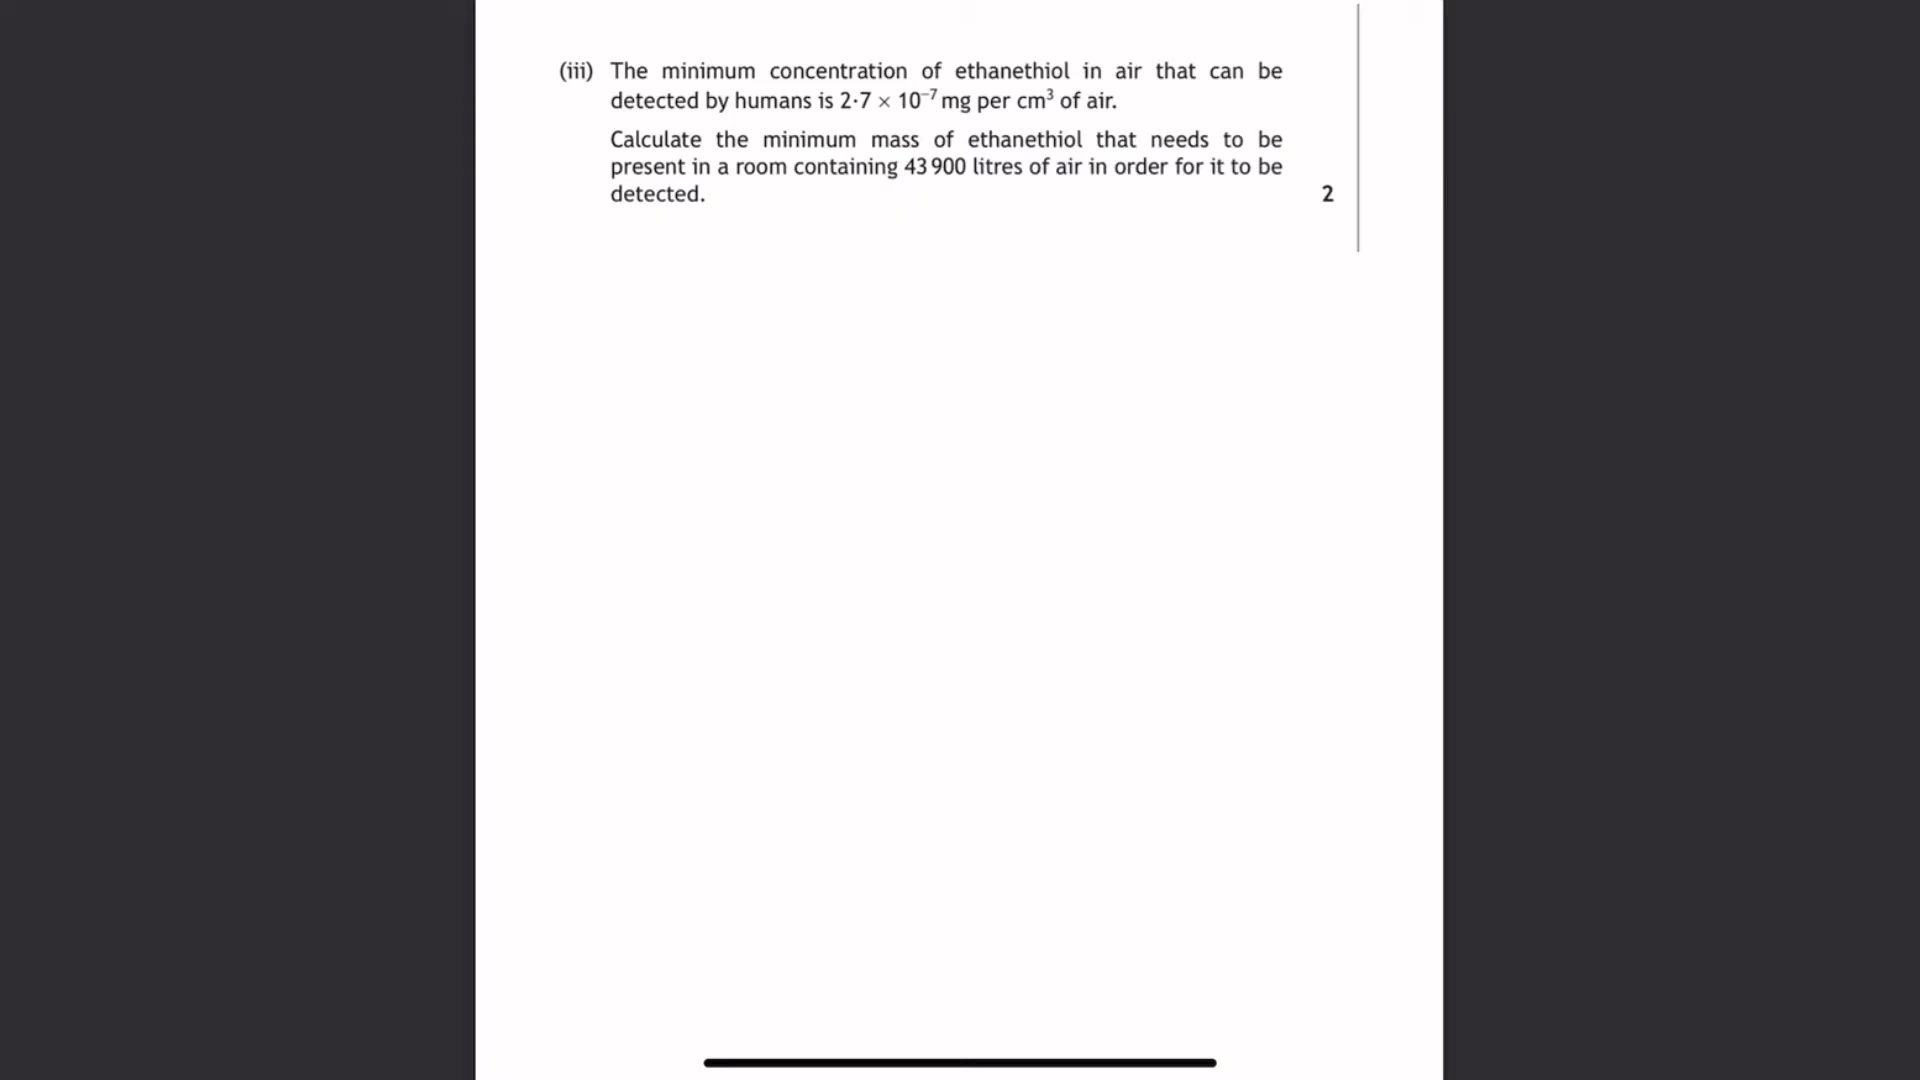 (iii) The minimum concentration of ethanethiol in air that can be
detected by humans is 2·7 × 10⁻⁷ mg per cm³ of air.
Calculate the minimum mass of ethanethiol that needs to be
present in a room containing 43 900 litres of air in order for it to be
detected. 2